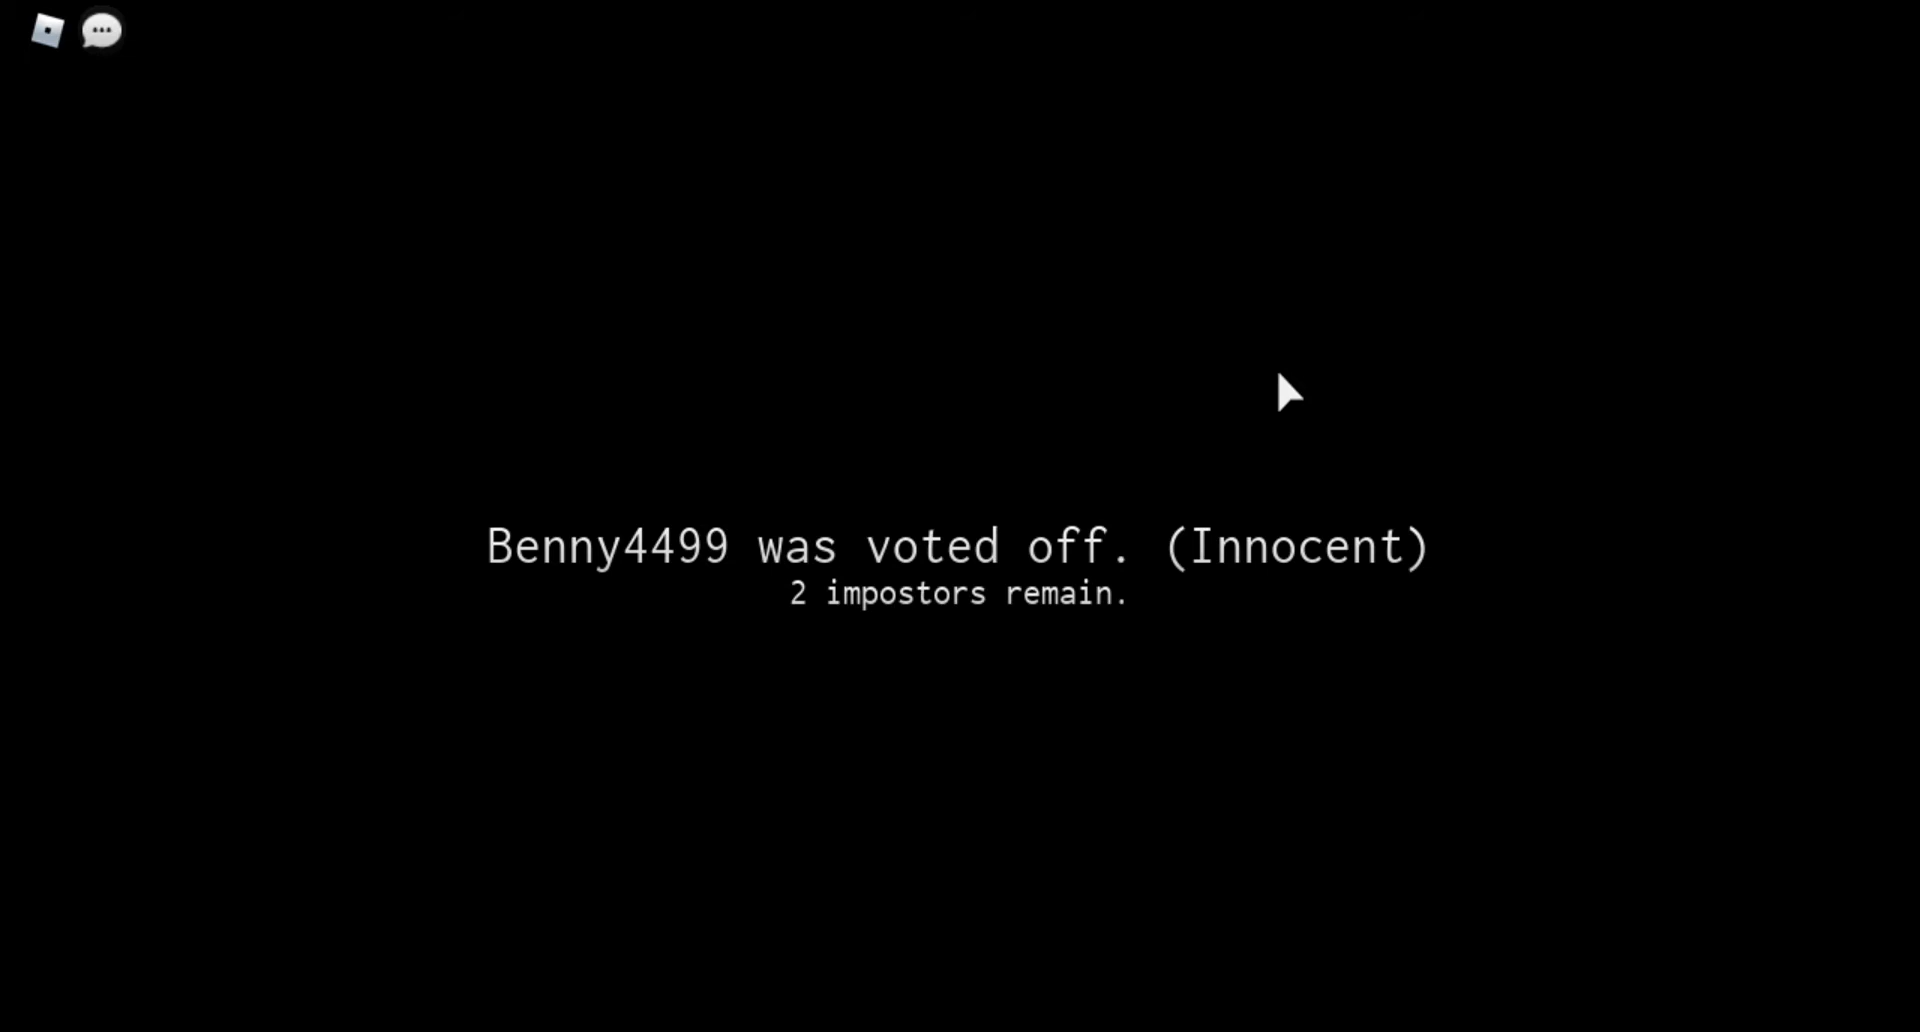 Benny4499 was voted off. (Innocent)
2 impostors remain.